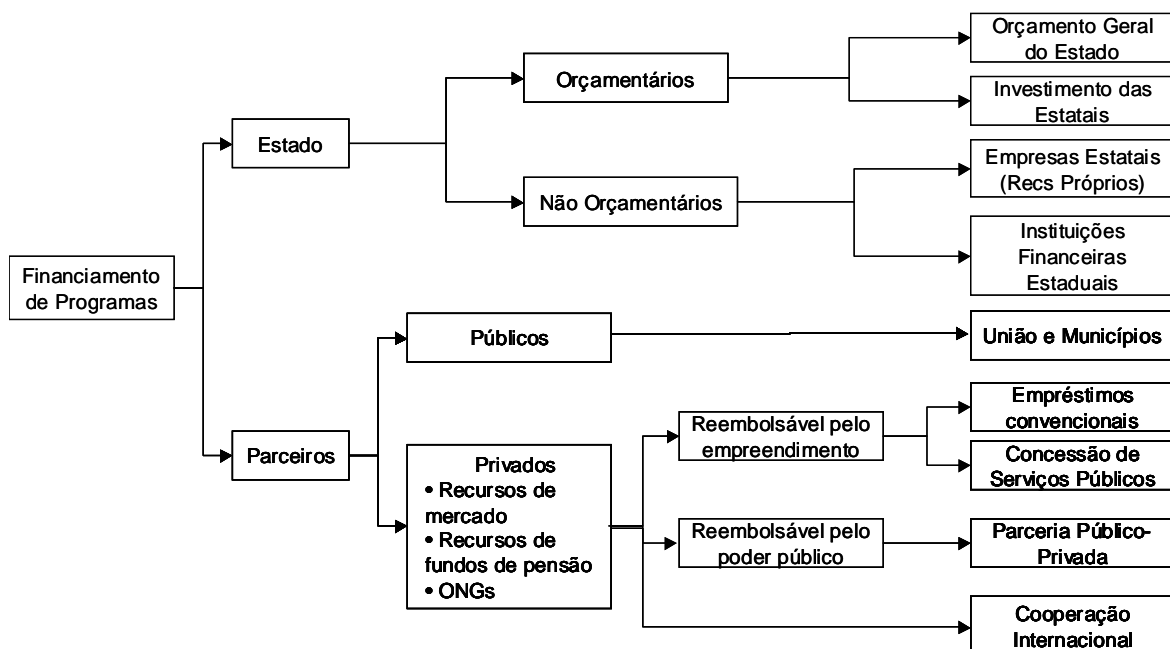 Orçamento Geral
do Estado
Orçamentários
Investimento das
Estatais
Estado
Empresas Estatais
(Recs Próprios)
Não Orçamentários
Instituições
Financeiras
Estaduais
Financiamento
de Programas
Públicos
União e Municípios
Empréstimos
convencionais
Reembolsável pelo
empreendimento
Parceiros
Privados
• Recursos de
mercado
• Recursos de
fundos de pensão
• ONGs
Concessão de
Serviços Públicos
Reembolsável pelo
poder público
Parceria Público-
Privada
Cooperação
Internacional